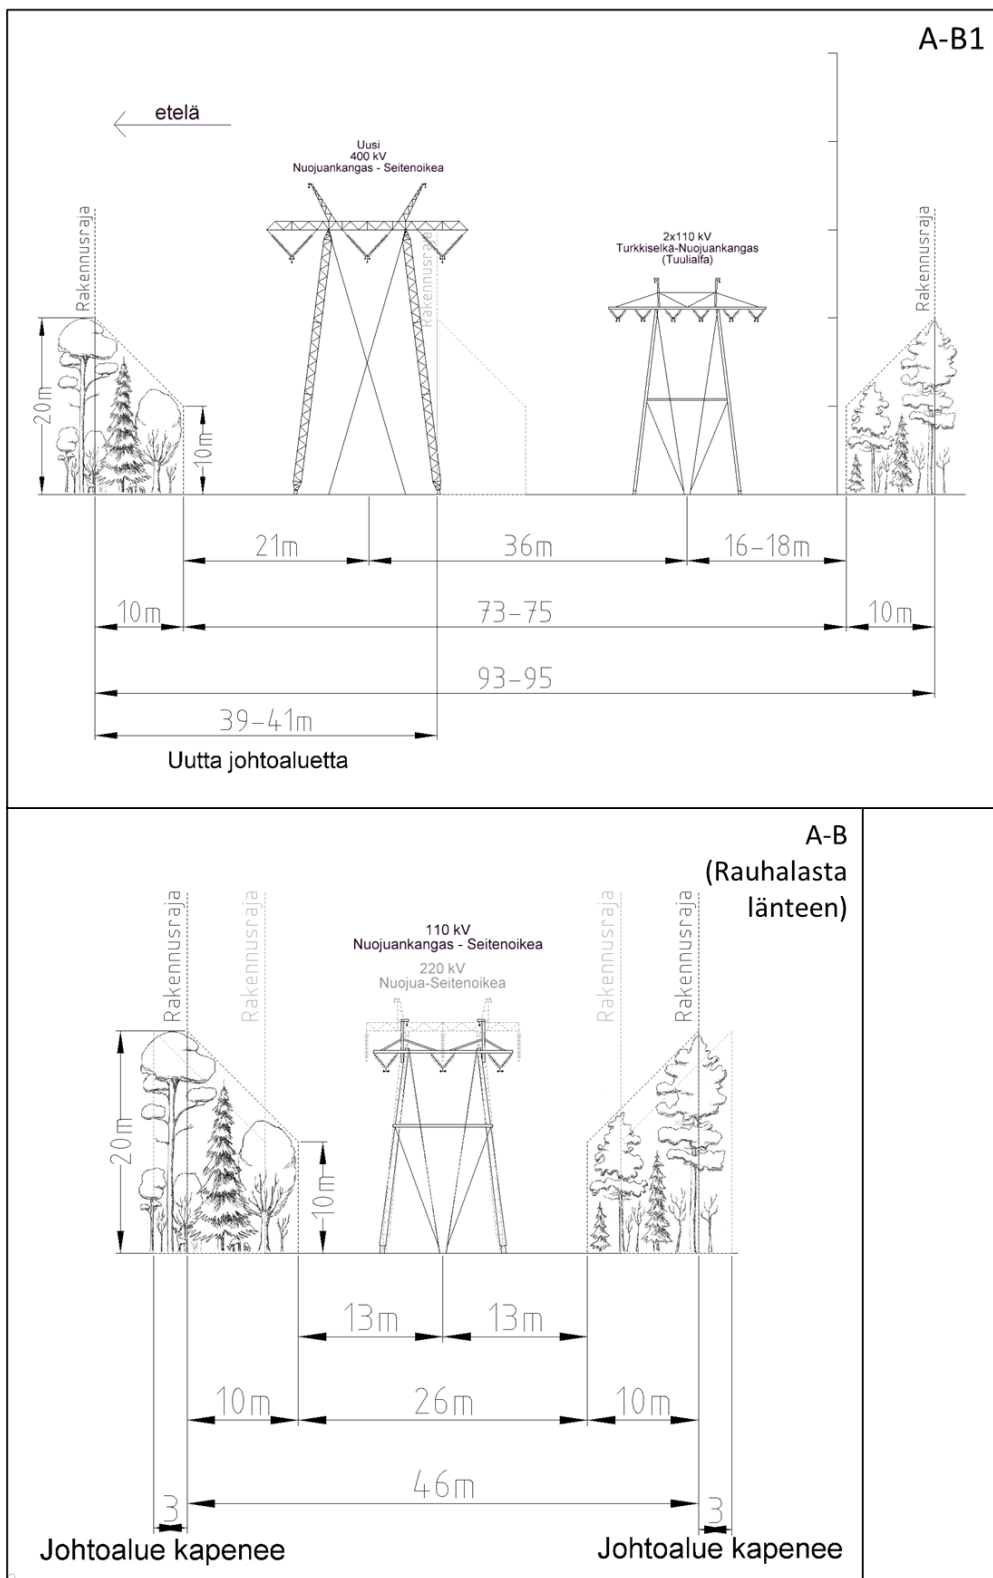 A-B1
etelä
Uusi
400 kV
Nuojuankangas - Seitenoikea
2x110 kV
Turkkiselkä-Nuojuankangas
(Tuulialfa)
Rakennusraja
Rakennusraja
Rakennusraja
20m
10m
21m
36m
16-18m
10m
73-75
10m
93-95
39-41m
Uutta johtoaluetta
A-B
(Rauhalasta
länteen)
110 kV
Nuojuankangas - Seitenoikea
220 kV
Nuojua-Seitenoikea
Rakennusraja
Rakennusraja
Rakennusraja
Rakennusraja
20m
10m
13m
13m
10m
26m
10m
46m
3
3
Johtoalue kapenee
Johtoalue kapenee